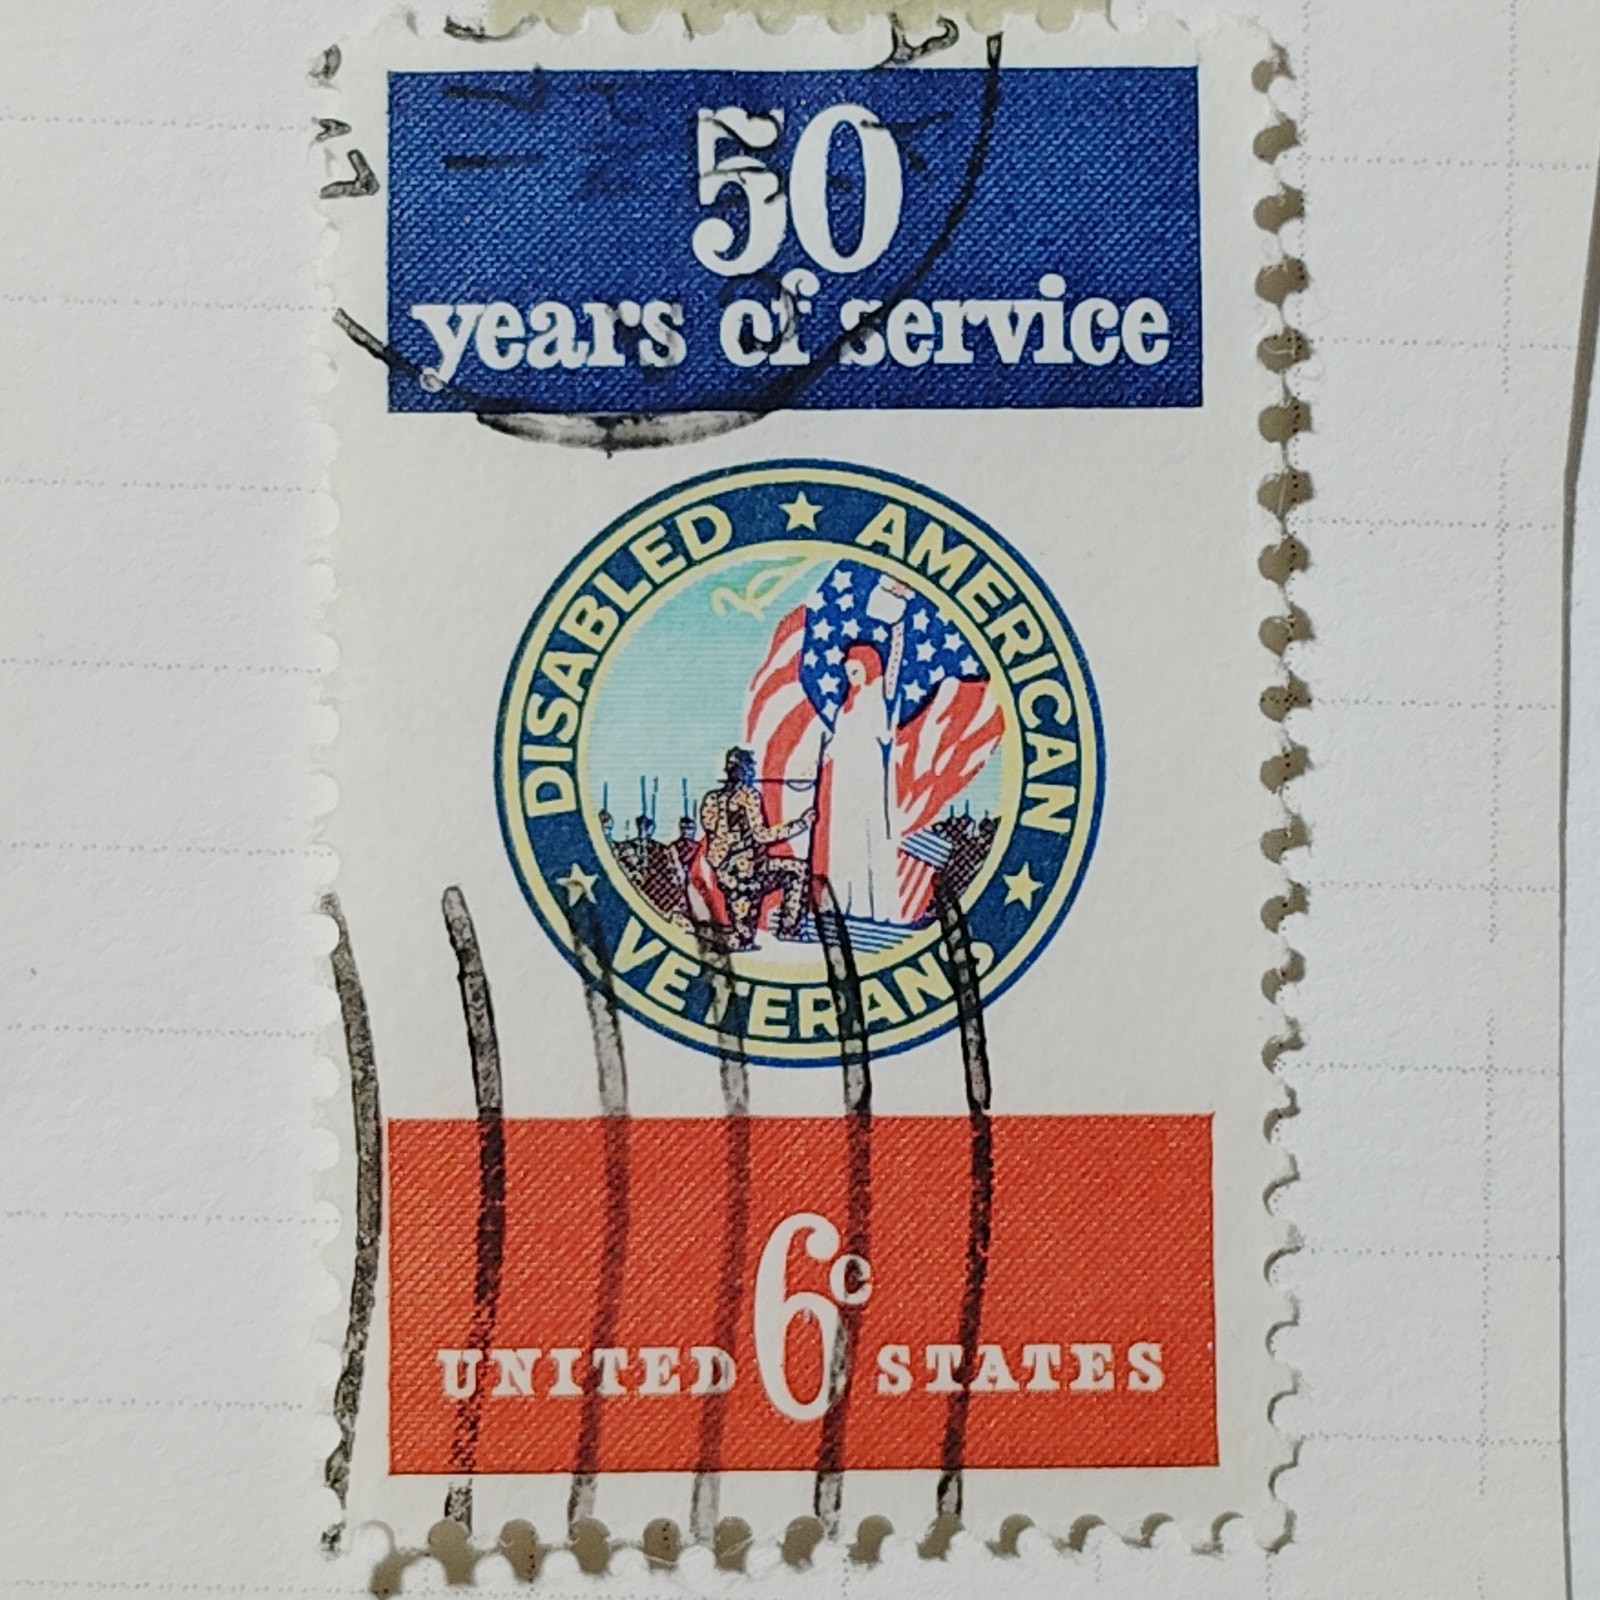 50
years of service
DISABLED ★ AMERICAN ★ VETERANS ★
6c
UNITED STATES